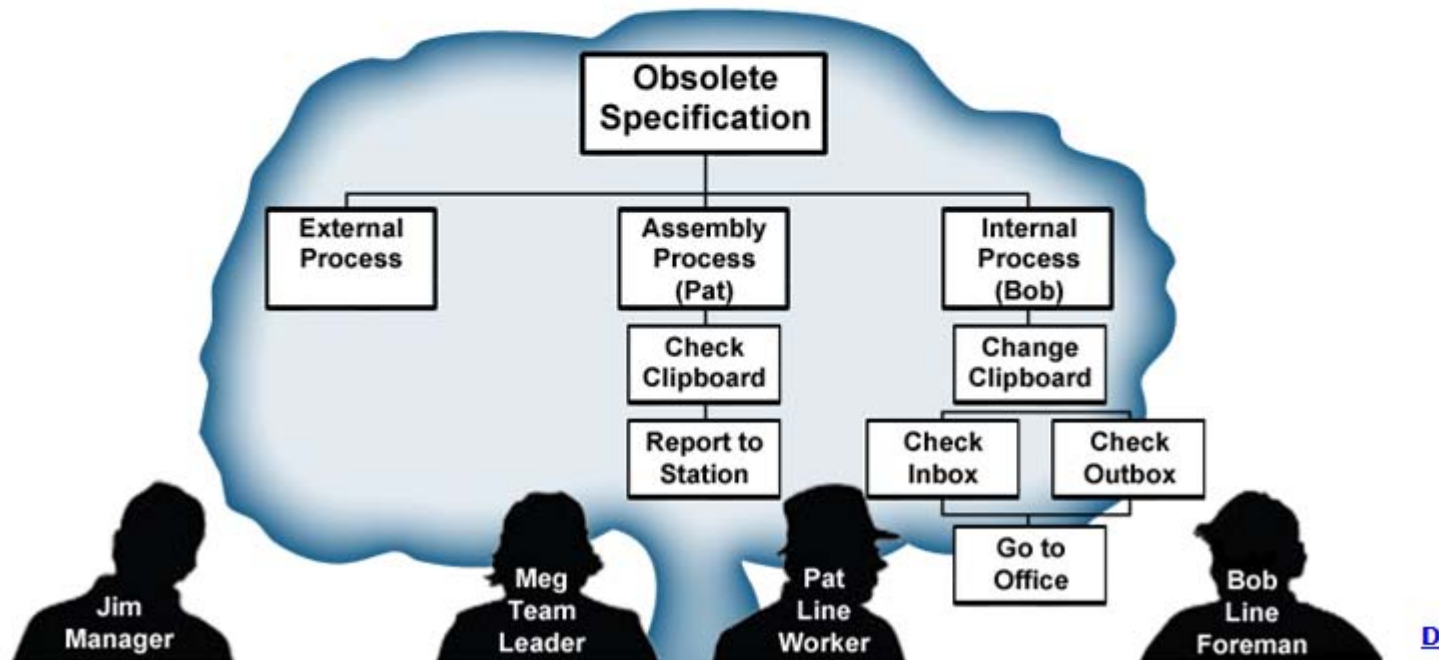 Obsolete
Specification
External
Process
Assembly
Process
(Pat)
Internal
Process
(Bob)
Check
Clipboard
Change
Clipboard
Report to
Station
Check
Inbox
Check
Outbox
Go to
Office
Jim
Manager
Meg
Team
Leader
Pat
Line
Worker
Bob
Line
Foreman
D